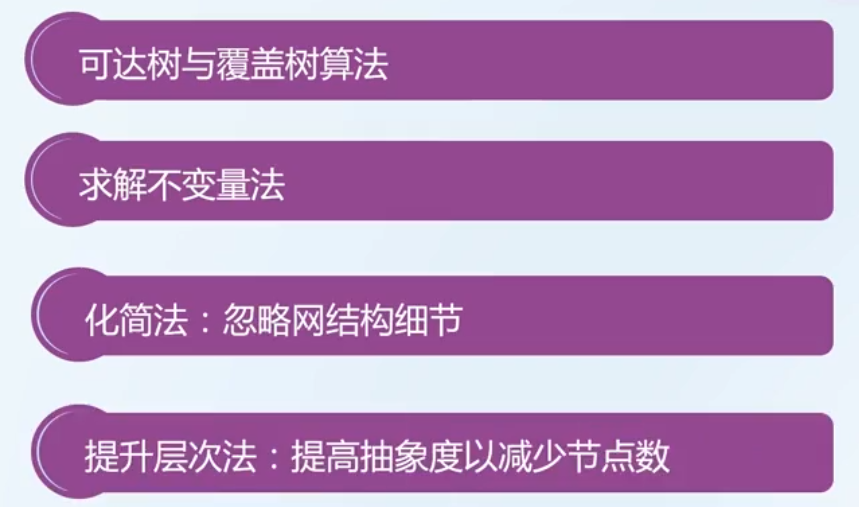 可达树与覆盖树算法
求解不变量法
化简法：忽略网结构细节
提升层次法：提高抽象度以减少节点数